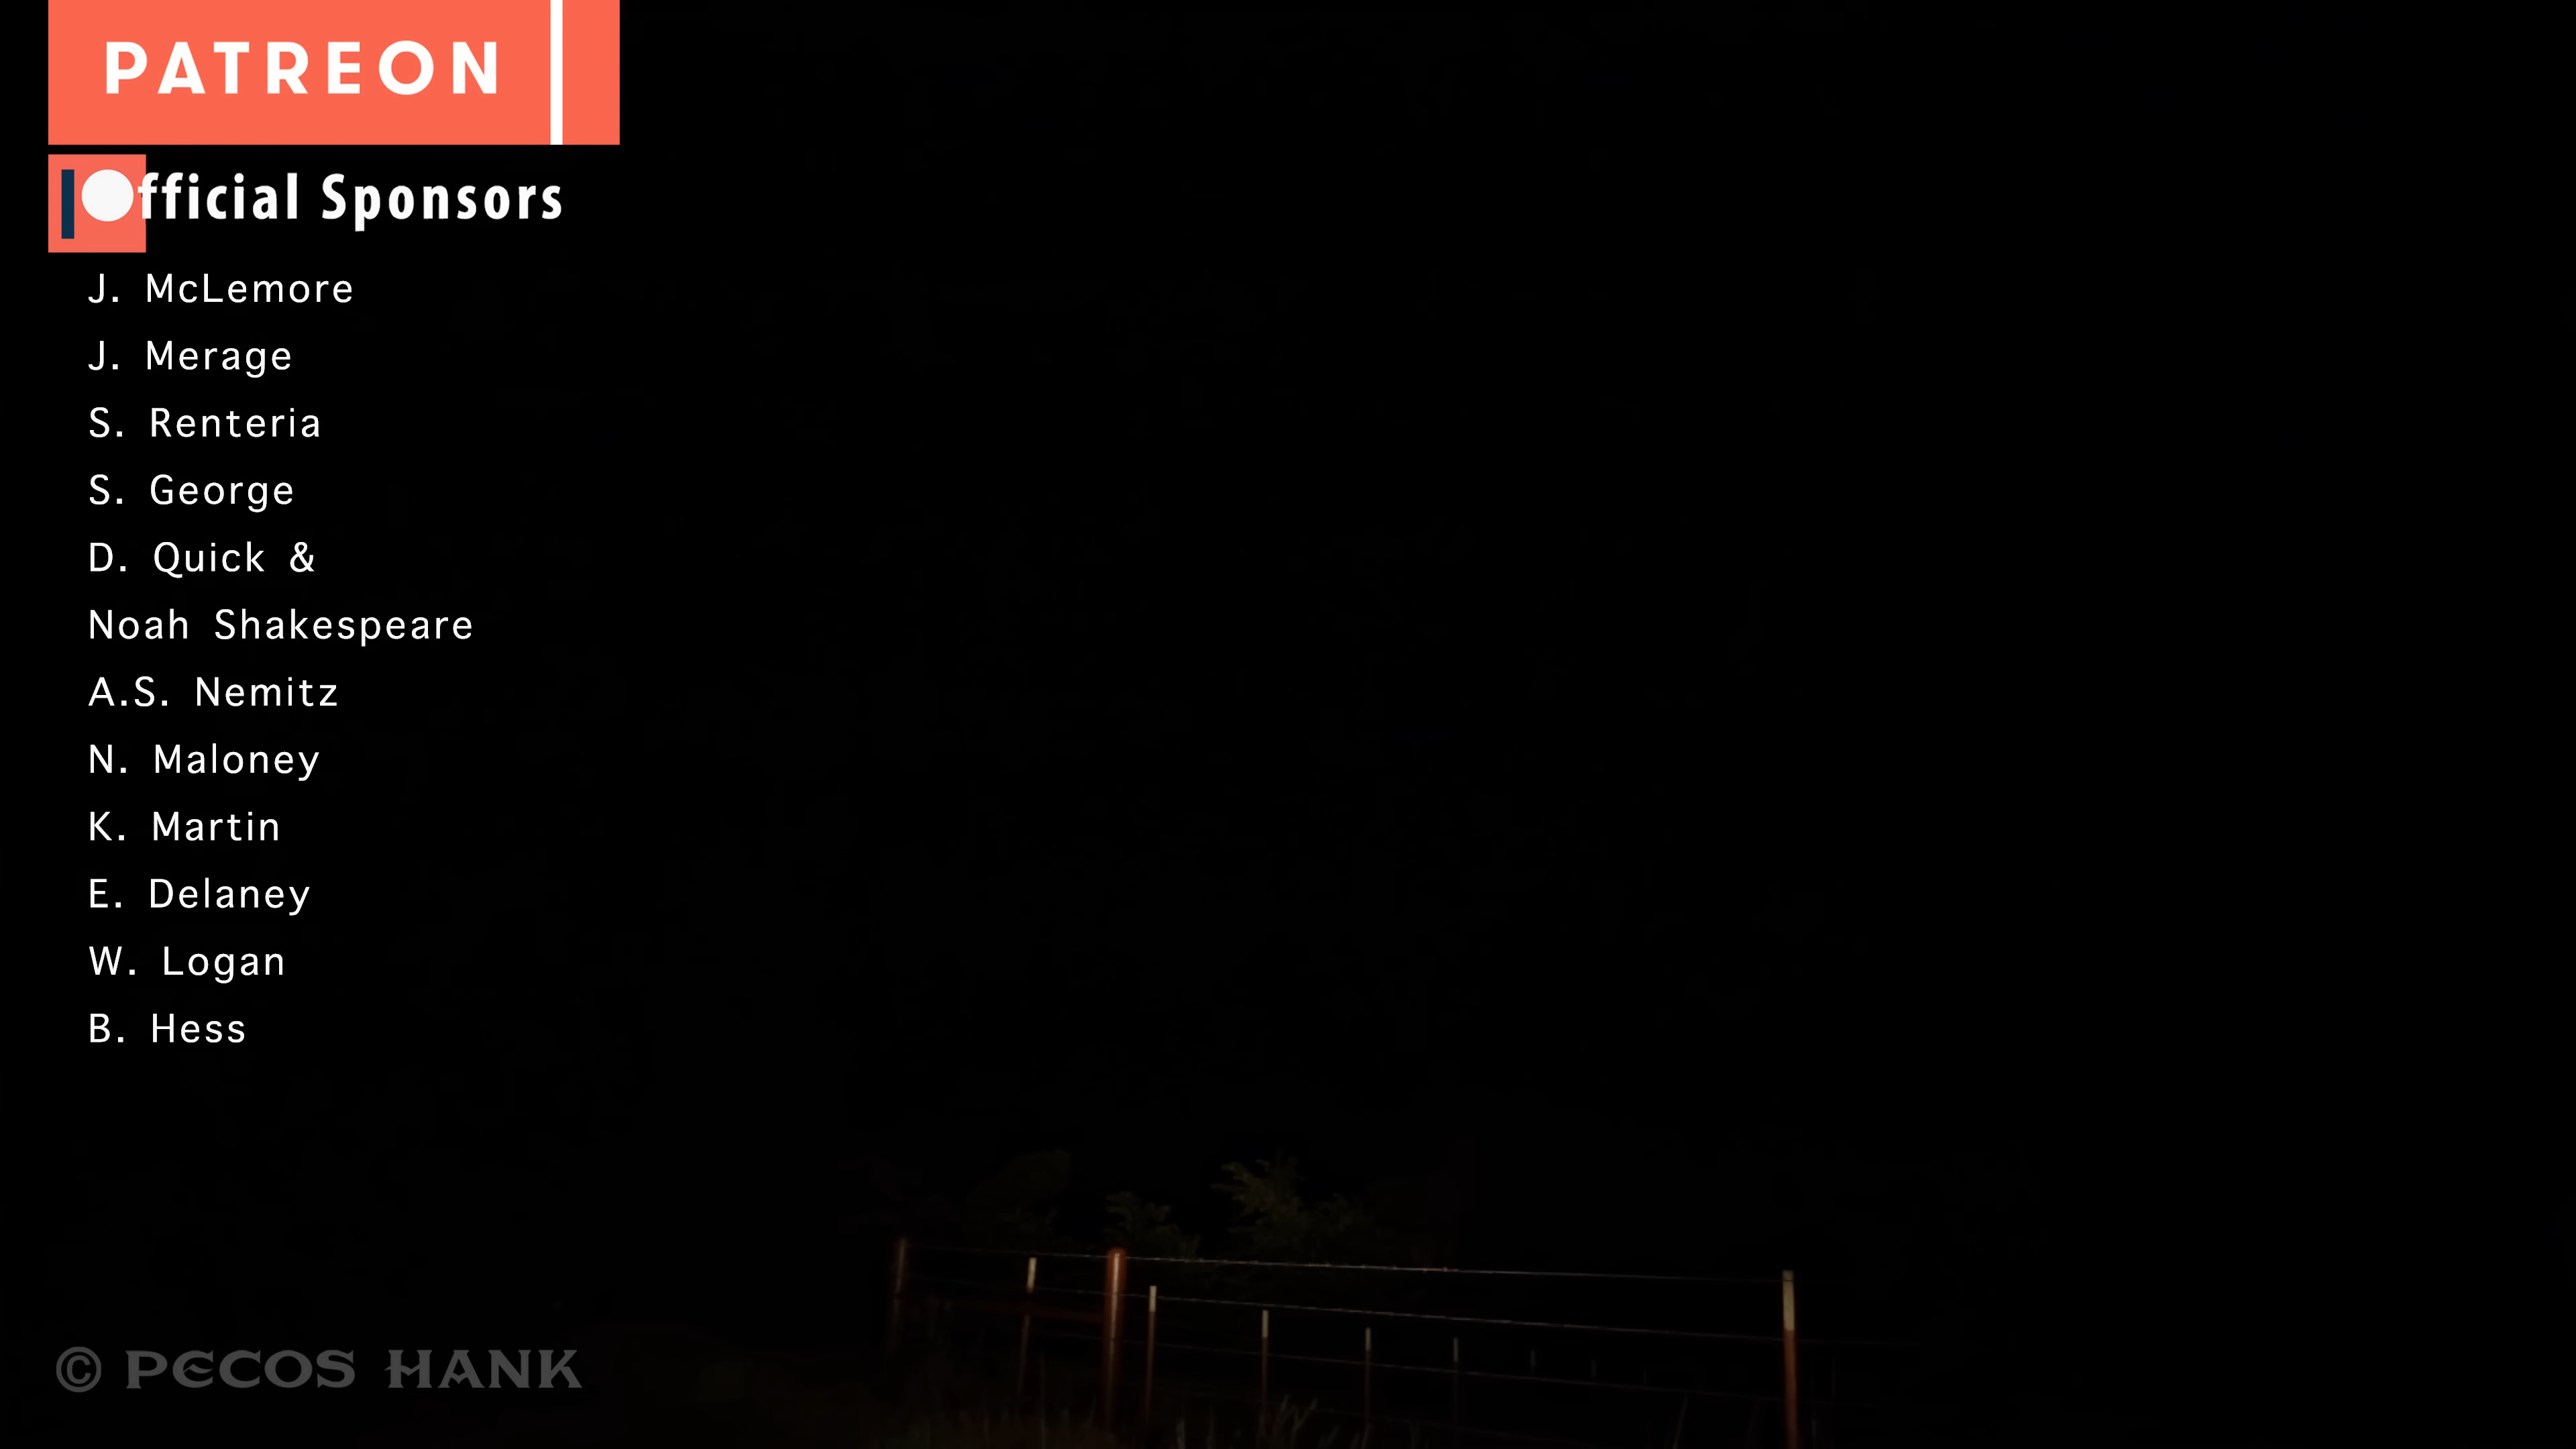 PATREON
Official Sponsors
J. McLemore
J. Merage
S. Renteria
S. George
D. Quick &
Noah Shakespeare
A.S. Nemitz
N. Maloney
K. Martin
E. Delaney
W. Logan
B. Hess
© PECOS HANK